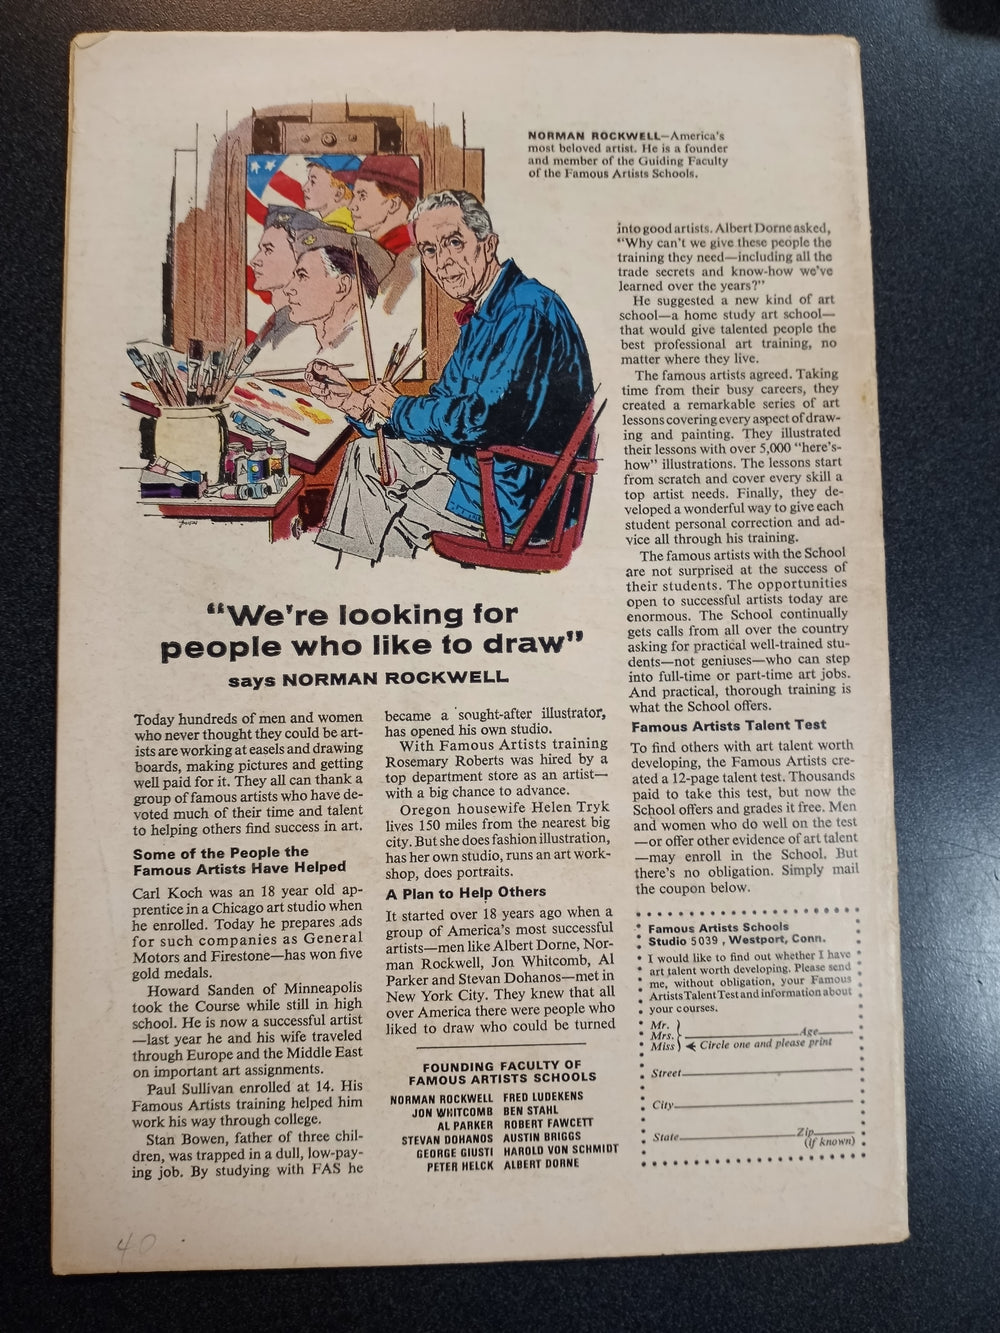 NORMAN ROCKWELL—America's
most beloved artist. He is a founder
and member of the Guiding Faculty
of the Famous Artists Schools.
"We're looking for
people who like to draw"
says NORMAN ROCKWELL
Today hundreds of men and women
who never thought they could be art-
ists are working at easels and drawing
boards, making pictures and getting
well paid for it. They all can thank a
group of famous artists who have de-
voted much of their time and talent
to helping others find success in art.
Some of the People the
Famous Artists Have Helped
Carl Koch was an 18 year old ap-
prentice in a Chicago art studio when
he enrolled. Today he prepares ads
for such companies as General
Motors and Firestone—has won five
gold medals.
Howard Sanden of Minneapolis
took the Course while still in high
school. He is now a successful artist
—last year he and his wife traveled
through Europe and the Middle East
on important art assignments.
Paul Sullivan enrolled at 14. His
Famous Artists training helped him
work his way through college.
Stan Bowen, father of three chil-
dren, was trapped in a dull, low-pay-
ing job. By studying with FAS he
became a sought-after illustrator,
has opened his own studio.
With Famous Artists training
Rosemary Roberts was hired by a
top department store as an artist—
with a big chance to advance.
Oregon housewife Helen Tryk
lives 150 miles from the nearest big
city. But she does fashion illustration,
has her own studio, runs an art work-
shop, does portraits.
A Plan to Help Others
It started over 18 years ago when a
group of America's most successful
artists—men like Albert Dorne, Nor-
man Rockwell, Jon Whitcomb, Al
Parker and Stevan Dohanos—met in
New York City. They knew that all
over America there were people who
liked to draw who could be turned
FOUNDING FACULTY OF
FAMOUS ARTISTS SCHOOLS
NORMAN ROCKWELL FRED LUDEKENS
JON WHITCOMB BEN STAHL
AL PARKER ROBERT FAWCETT
STEVAN DOHANOS AUSTIN BRIGGS
GEORGE GIUSTI HAROLD VON SCHMIDT
PETER HELCK ALBERT DORNE
into good artists. Albert Dorne asked,
"Why can't we give these people the
training they need—including all the
trade secrets and know-how we've
learned over the years?"
He suggested a new kind of art
school—a home study art school—
that would give talented people the
best professional art training, no
matter where they live.
The famous artists agreed. Taking
time from their busy careers, they
created a remarkable series of art
lessons covering every aspect of draw-
ing and painting. They illustrated
their lessons with over 5,000 "here's-
how" illustrations. The lessons start
from scratch and cover every skill a
top artist needs. Finally, they de-
veloped a wonderful way to give each
student personal correction and ad-
vice all through his training.
The famous artists with the School
are not surprised at the success of
their students. The opportunities
open to successful artists today are
enormous. The School continually
gets calls from all over the country
asking for practical well-trained stu-
dents—not geniuses—who can step
into full-time or part-time art jobs.
And practical, thorough training is
what the School offers.
Famous Artists Talent Test
To find others with art talent worth
developing, the Famous Artists cre-
ated a 12-page talent test. Thousands
paid to take this test, but now the
School offers and grades it free. Men
and women who do well on the test
—or offer other evidence of art talent
—may enroll in the School. But
there's no obligation. Simply mail
the coupon below.
Famous Artists Schools
Studio 5039, Westport, Conn.
I would like to find out whether I have
art talent worth developing. Please send
me, without obligation, your Famous
Artists Talent Test and information about
your courses.
Mr.
Mrs. Age
Miss Circle one and please print
Street
City
State Zip
(if known)
40